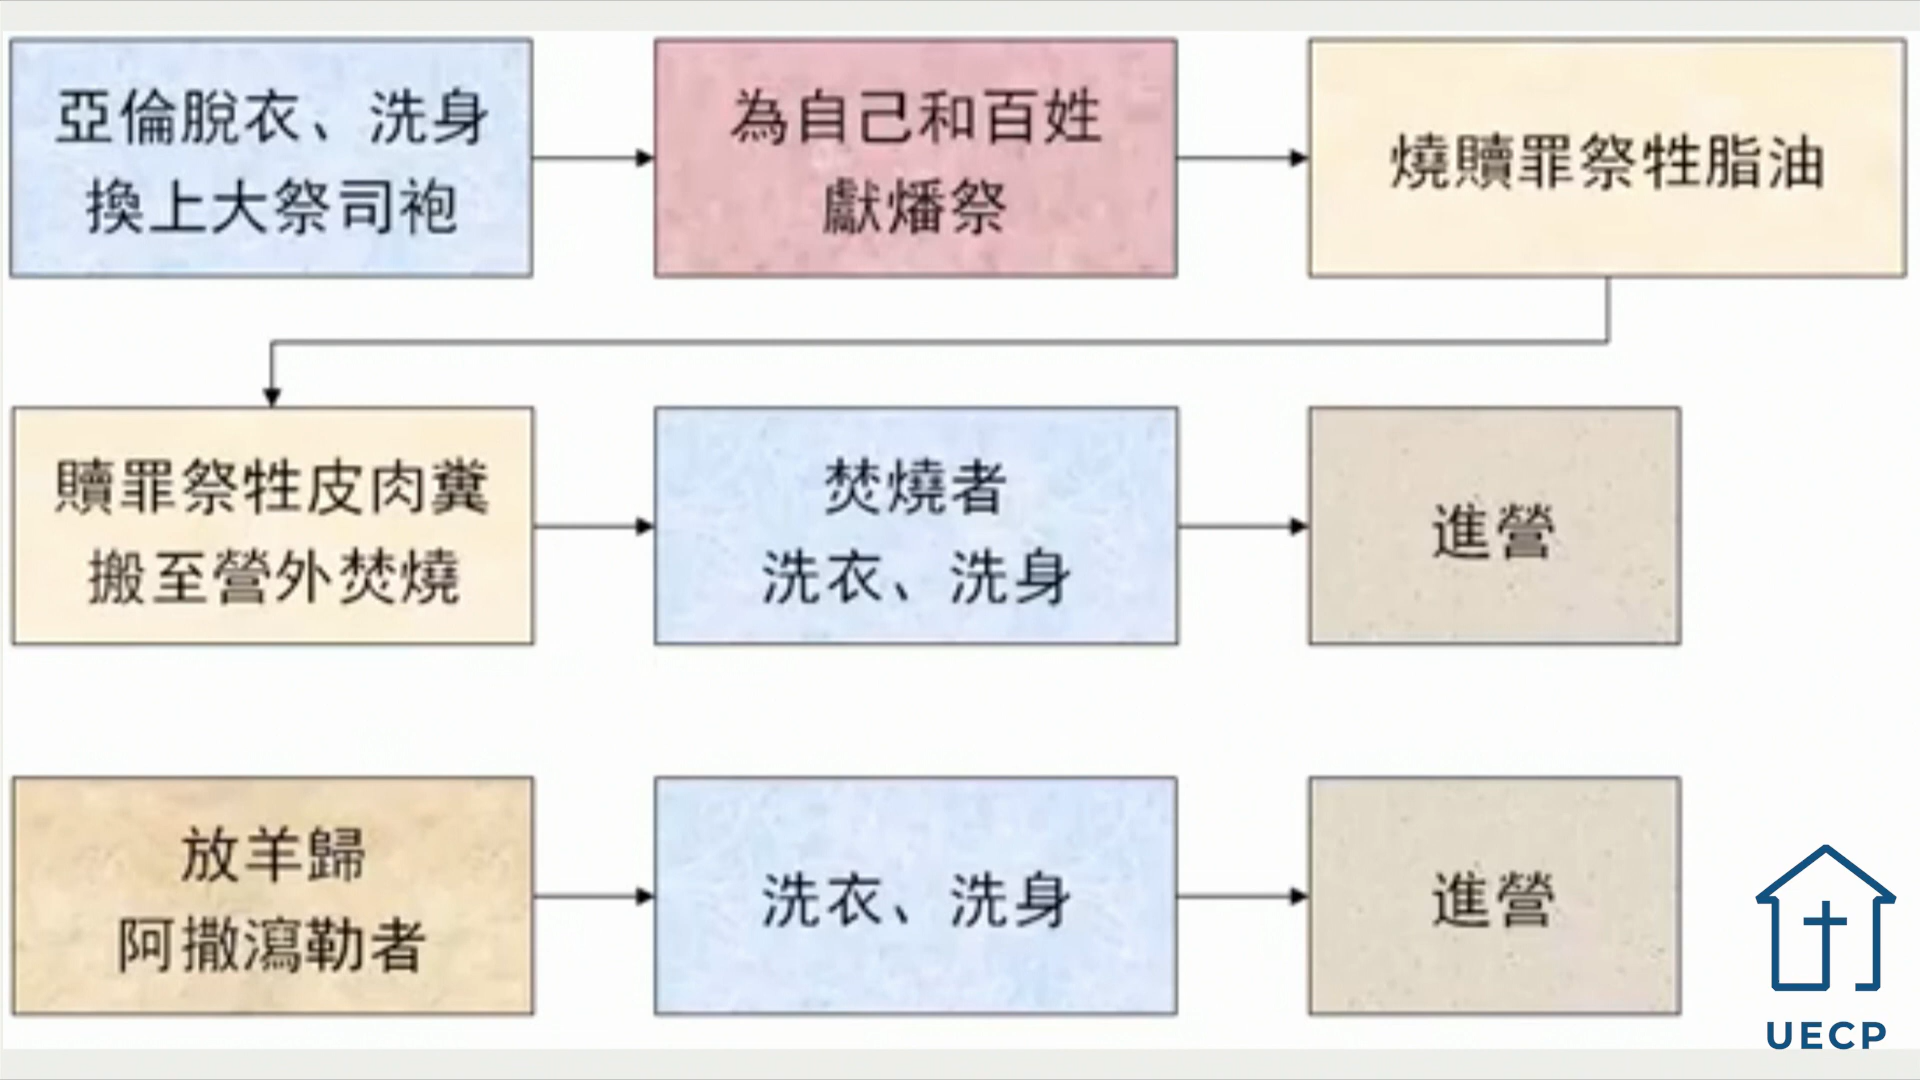 亞倫脫衣、洗身
換上大祭司袍
為自己和百姓
獻燔祭
燒贖罪祭牲脂油
贖罪祭牲皮肉糞
搬至營外焚燒
焚燒者
洗衣、洗身
進營
放羊歸
阿撒瀉勒者
洗衣、洗身
進營
UECP